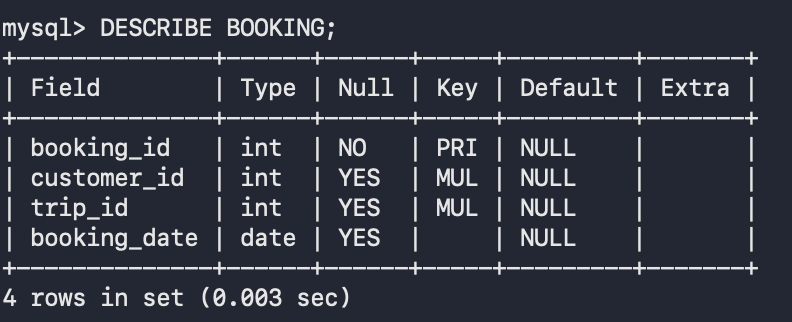 mysql> DESCRIBE BOOKING;
+--------------+------+------+-----+---------+-------+
| Field        | Type | Null | Key | Default | Extra |
+--------------+------+------+-----+---------+-------+
| booking_id   | int  | NO   | PRI | NULL    |       |
| customer_id  | int  | YES  | MUL | NULL    |       |
| trip_id      | int  | YES  | MUL | NULL    |       |
| booking_date | date | YES  |     | NULL    |       |
+--------------+------+------+-----+---------+-------+
4 rows in set (0.003 sec)